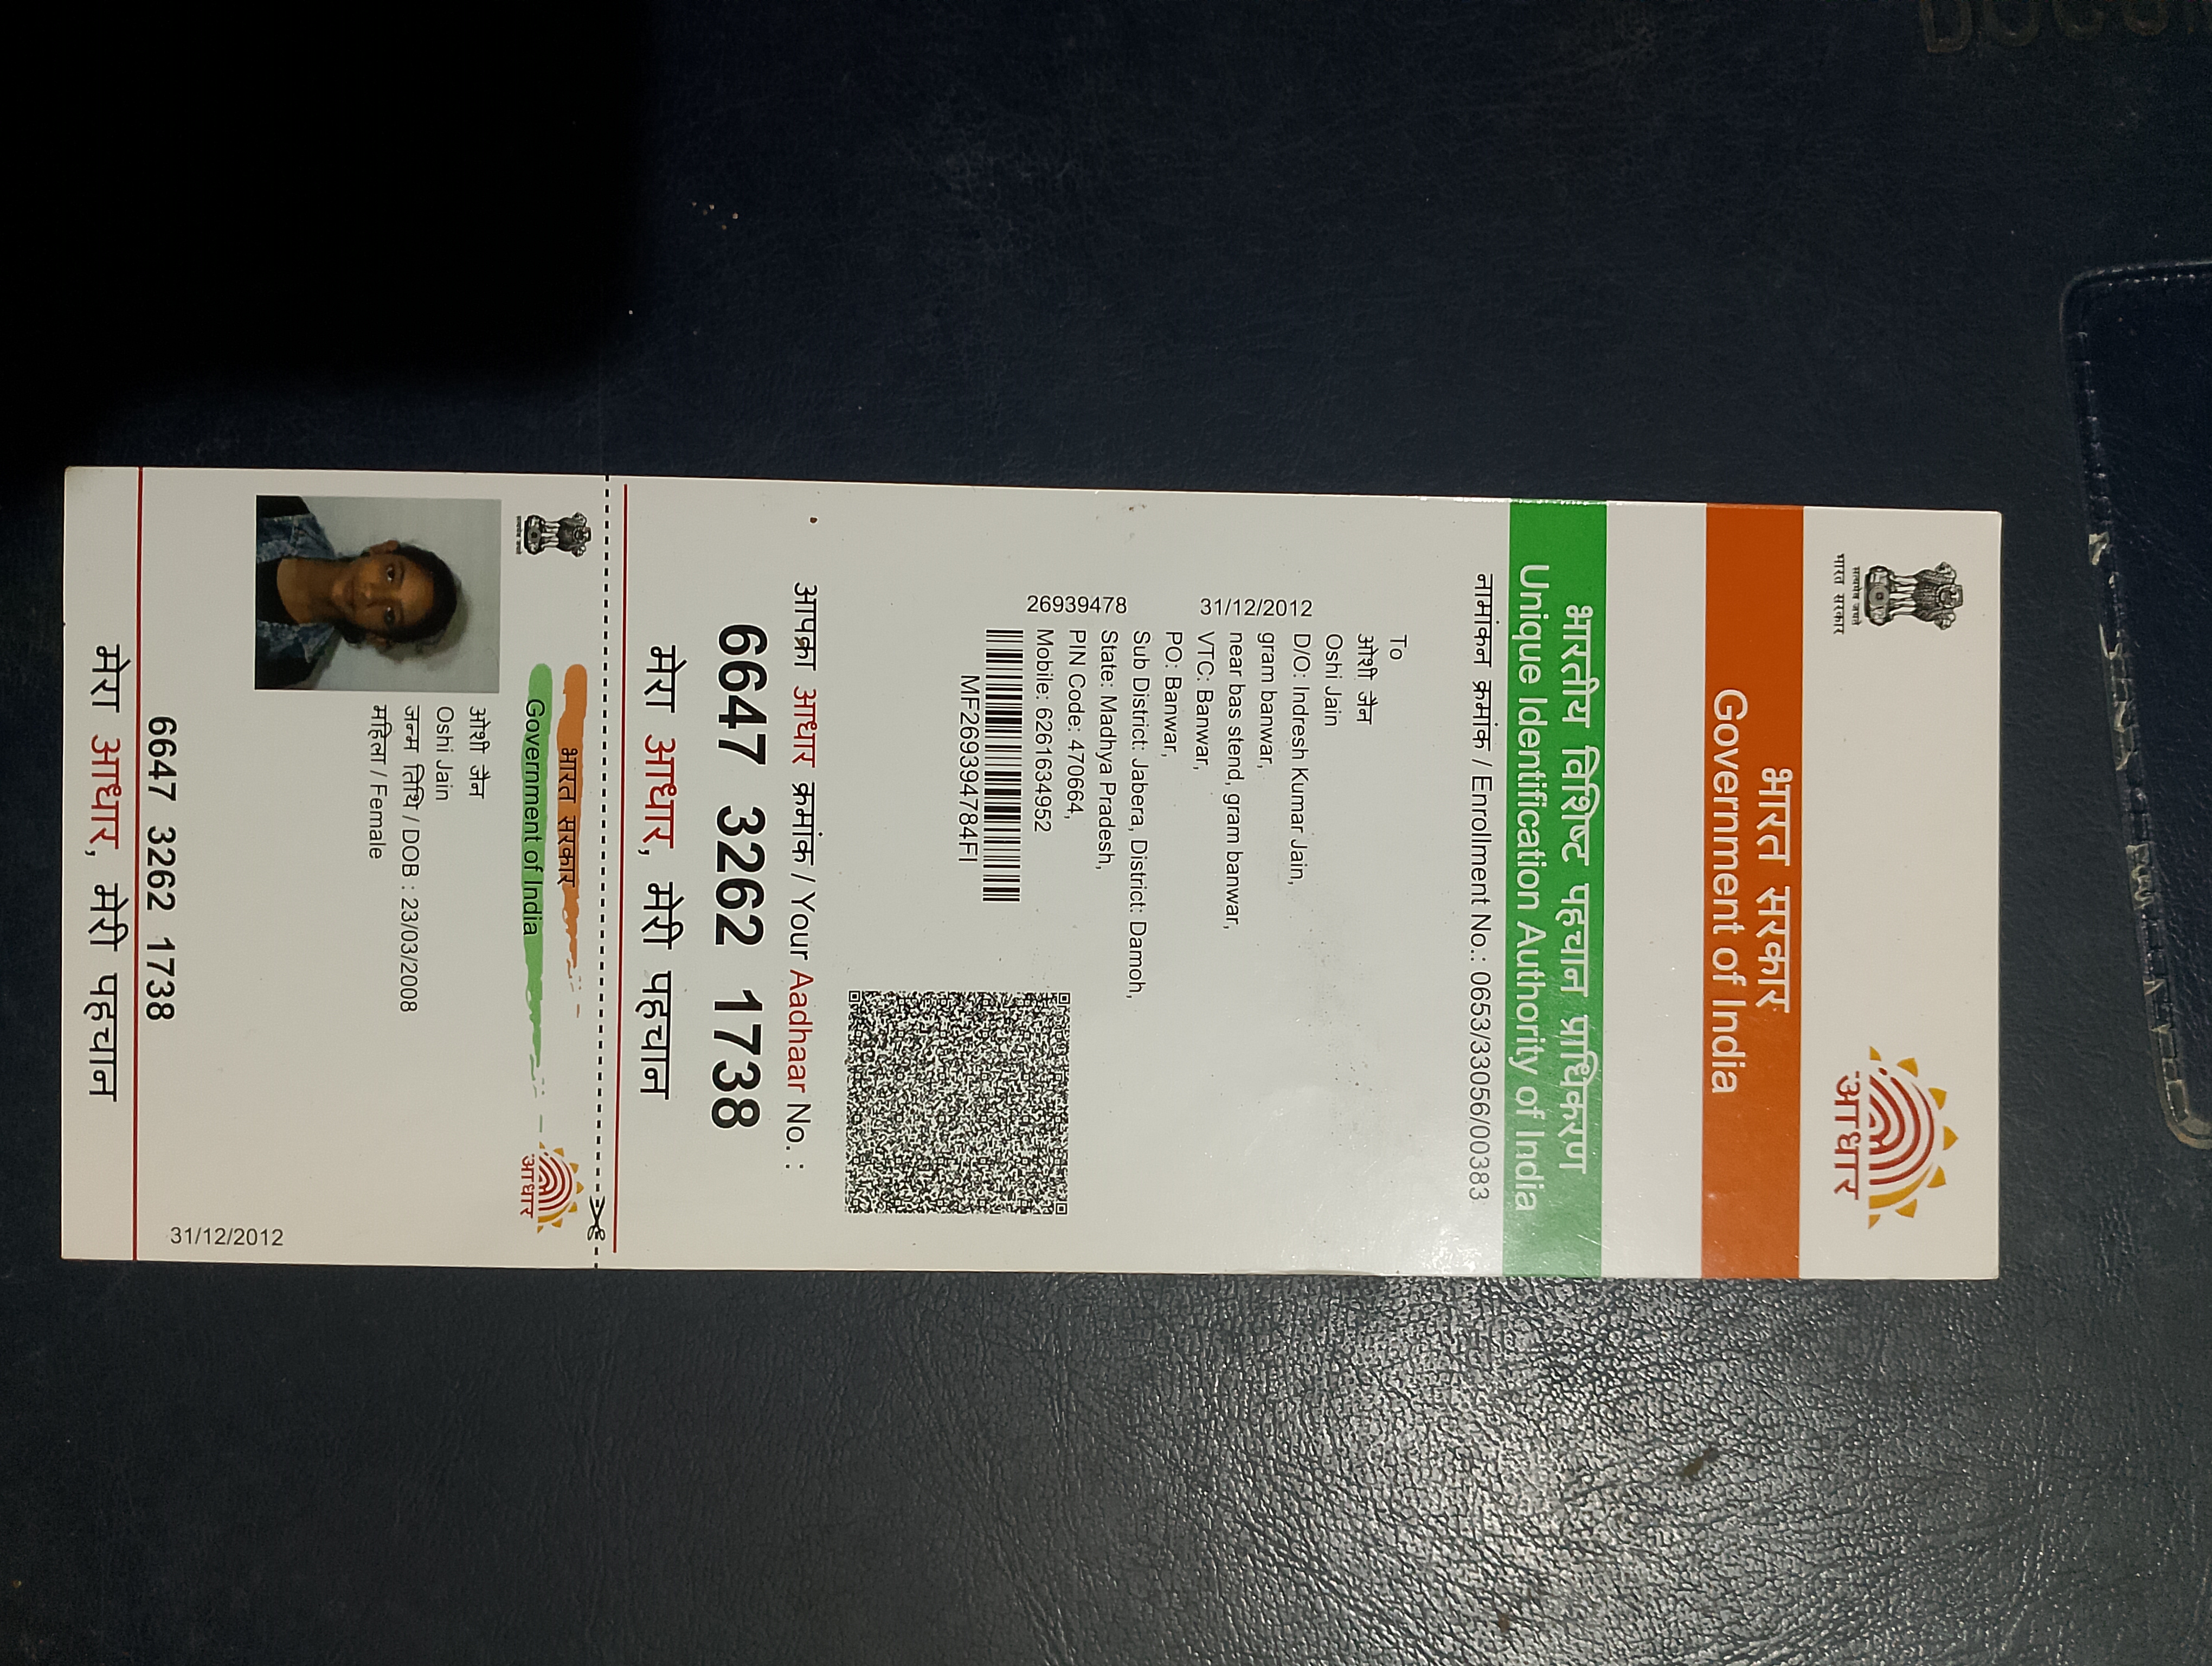 भारत सरकार
आधार
भारत सरकार
Government of India
भारतीय विशिष्ट पहचान प्राधिकरण
Unique Identification Authority of India
नामांकन क्रमांक / Enrollment No.: 0653/33056/00383
To
ओशी जैन
Oshi Jain
D/O: Indresh Kumar Jain,
gram banwar,
near bas stend, gram banwar,
VTC: Banwar,
PO: Banwar,
Sub District: Jabera, District: Damoh,
State: Madhya Pradesh,
PIN Code: 470664,
Mobile: 6261634952
31/12/2012
26939478
MF269394784FI
आपका आधार क्रमांक / Your Aadhaar No. :
6647 3262 1738
मेरा आधार, मेरी पहचान
भारत सरकार
Government of India
आधार
ओशी जैन
Oshi Jain
जन्म तिथि / DOB : 23/03/2008
महिला / Female
31/12/2012
6647 3262 1738
मेरा आधार, मेरी पहचान